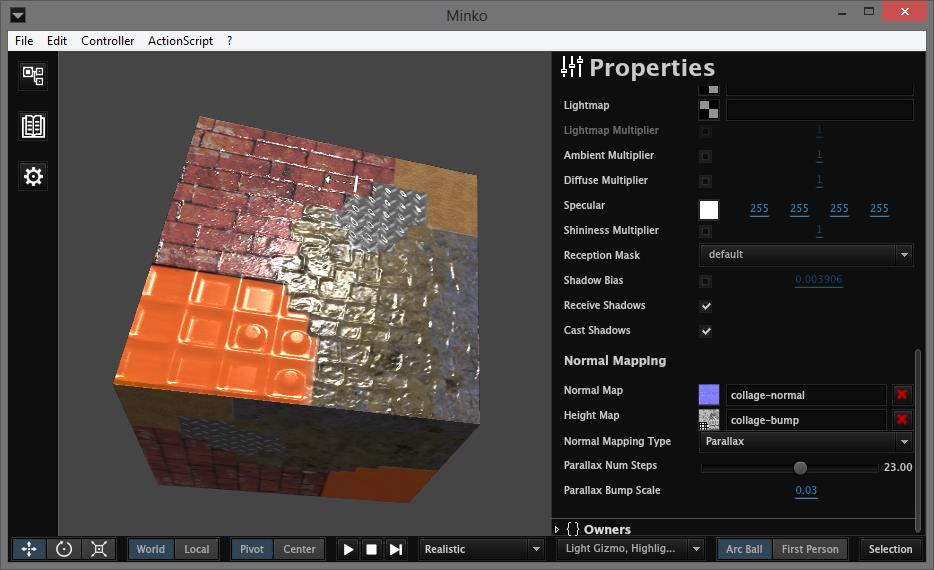 Minko
File Edit Controller ActionScript ?
Properties
Lightmap
Lightmap Multiplier 1
Ambient Multiplier 1
Diffuse Multiplier 1
Specular 255 255 255 255
Shininess Multiplier 1
Reception Mask default
Shadow Bias 0.003906
Receive Shadows
Cast Shadows
Normal Mapping
Normal Map collage-normal
Height Map collage-bump
Normal Mapping Type Parallax
Parallax Num Steps 23.00
Parallax Bump Scale 0.03
{ } Owners
World Local Pivot Center Realistic Light Gizmo, Highlig... Arc Ball First Person Selection